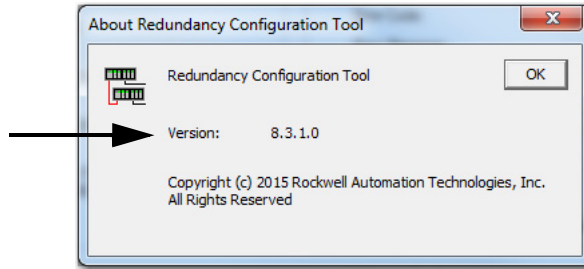 About Redundancy Configuration Tool
Redundancy Configuration Tool
OK
Version: 8.3.1.0
Copyright (c) 2015 Rockwell Automation Technologies, Inc.
All Rights Reserved